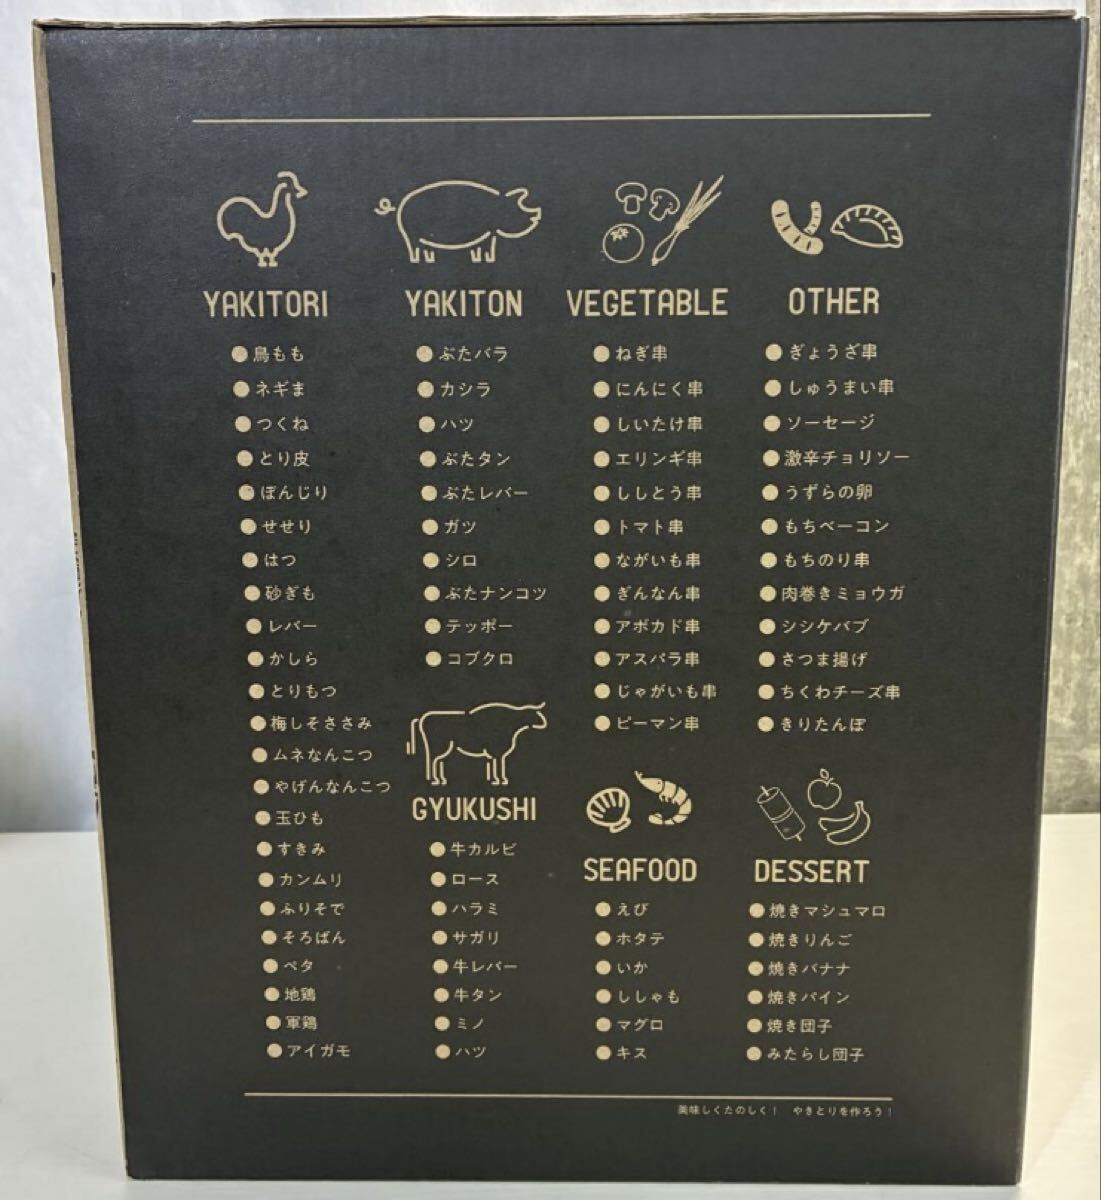 YAKITORI
●鳥もも
●ネギま
●つくね
●とり皮
●ぼんじり
●せせり
●はつ
●砂ぎも
●レバー
●かしら
●とりもつ
●梅しそささみ
●ムネなんこつ
●やげんなんこつ
●玉ひも
●すきみ
●カンムリ
●ふりそで
●そろばん
●ペタ
●地鶏
●軍鶏
●アイガモ
YAKITON
●ぶたバラ
●カシラ
●ハツ
●ぶたタン
●ぶたレバー
●ガツ
●シロ
●ぶたナンコツ
●テッポー
●コブクロ
GYUKUSHI
●牛カルビ
●ロース
●ハラミ
●サガリ
●牛レバー
●牛タン
●ミノ
●ハツ
VEGETABLE
●ねぎ串
●にんにく串
●しいたけ串
●エリンギ串
●ししとう串
●トマト串
●ながいも串
●ぎんなん串
●アボカド串
●アスパラ串
●じゃがいも串
●ピーマン串
SEAFOOD
●えび
●ホタテ
●いか
●ししゃも
●マグロ
●キス
OTHER
●ぎょうざ串
●しゅうまい串
●ソーセージ
●激辛チョリソー
●うずらの卵
●もちベーコン
●もちのり串
●肉巻きミョウガ
●シシケバブ
●さつま揚げ
●ちくわチーズ串
●きりたんぽ
DESSERT
●焼きマシュマロ
●焼きりんご
●焼きバナナ
●焼きパイン
●焼き団子
●みたらし団子
美味しくたのしく！ やきとりを作ろう！